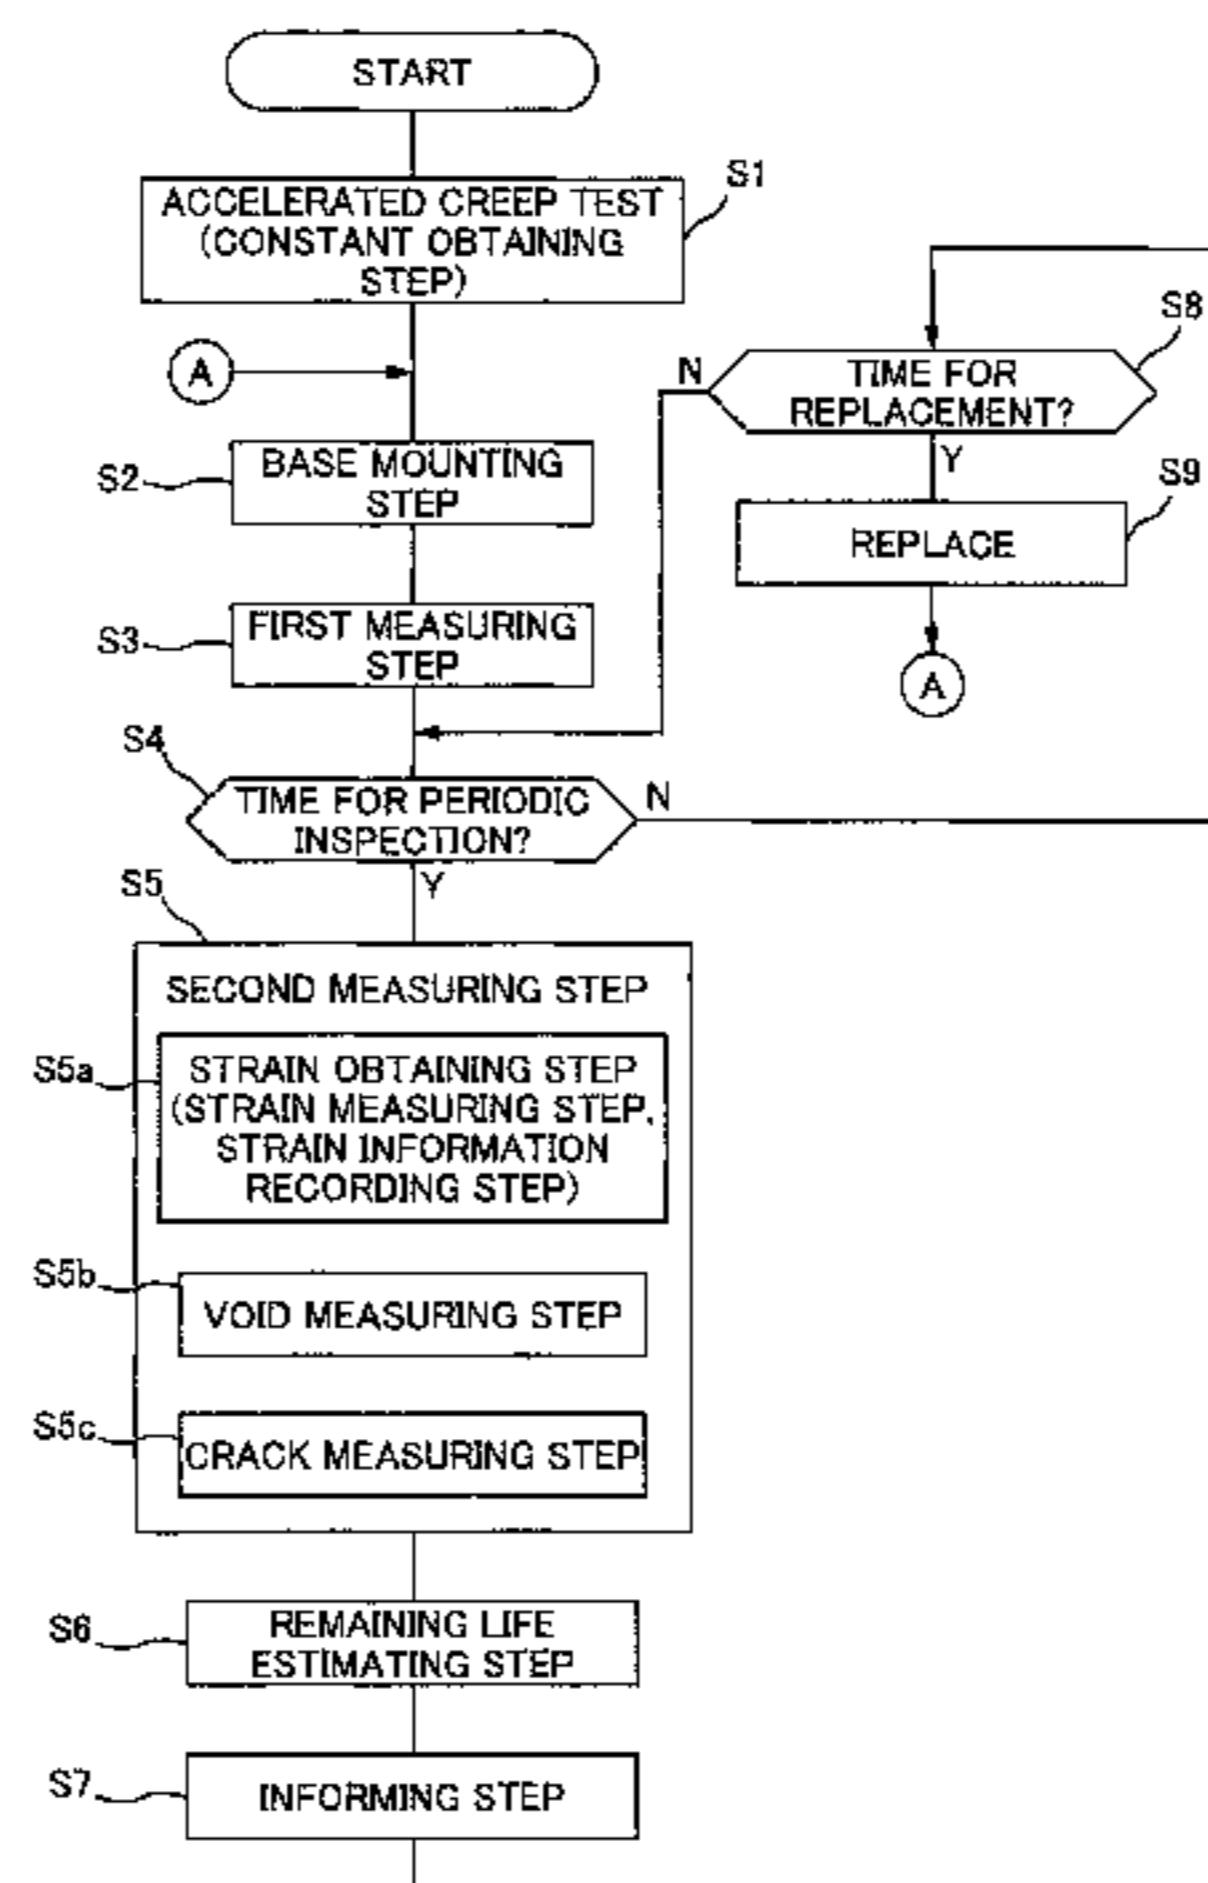 START
S1
ACCELERATED CREEP TEST
(CONSTANT OBTAINING
STEP)
A
S2
BASE MOUNTING
STEP
S3
FIRST MEASURING
STEP
S4
TIME FOR PERIODIC
INSPECTION?
N
Y
S5
SECOND MEASURING STEP
S5a
STRAIN OBTAINING STEP
(STRAIN MEASURING STEP,
STRAIN INFORMATION
RECORDING STEP)
S5b
VOID MEASURING STEP
S5c
CRACK MEASURING STEP
S6
REMAINING LIFE
ESTIMATING STEP
S7
INFORMING STEP
S8
N
TIME FOR
REPLACEMENT?
Y
S9
REPLACE
A